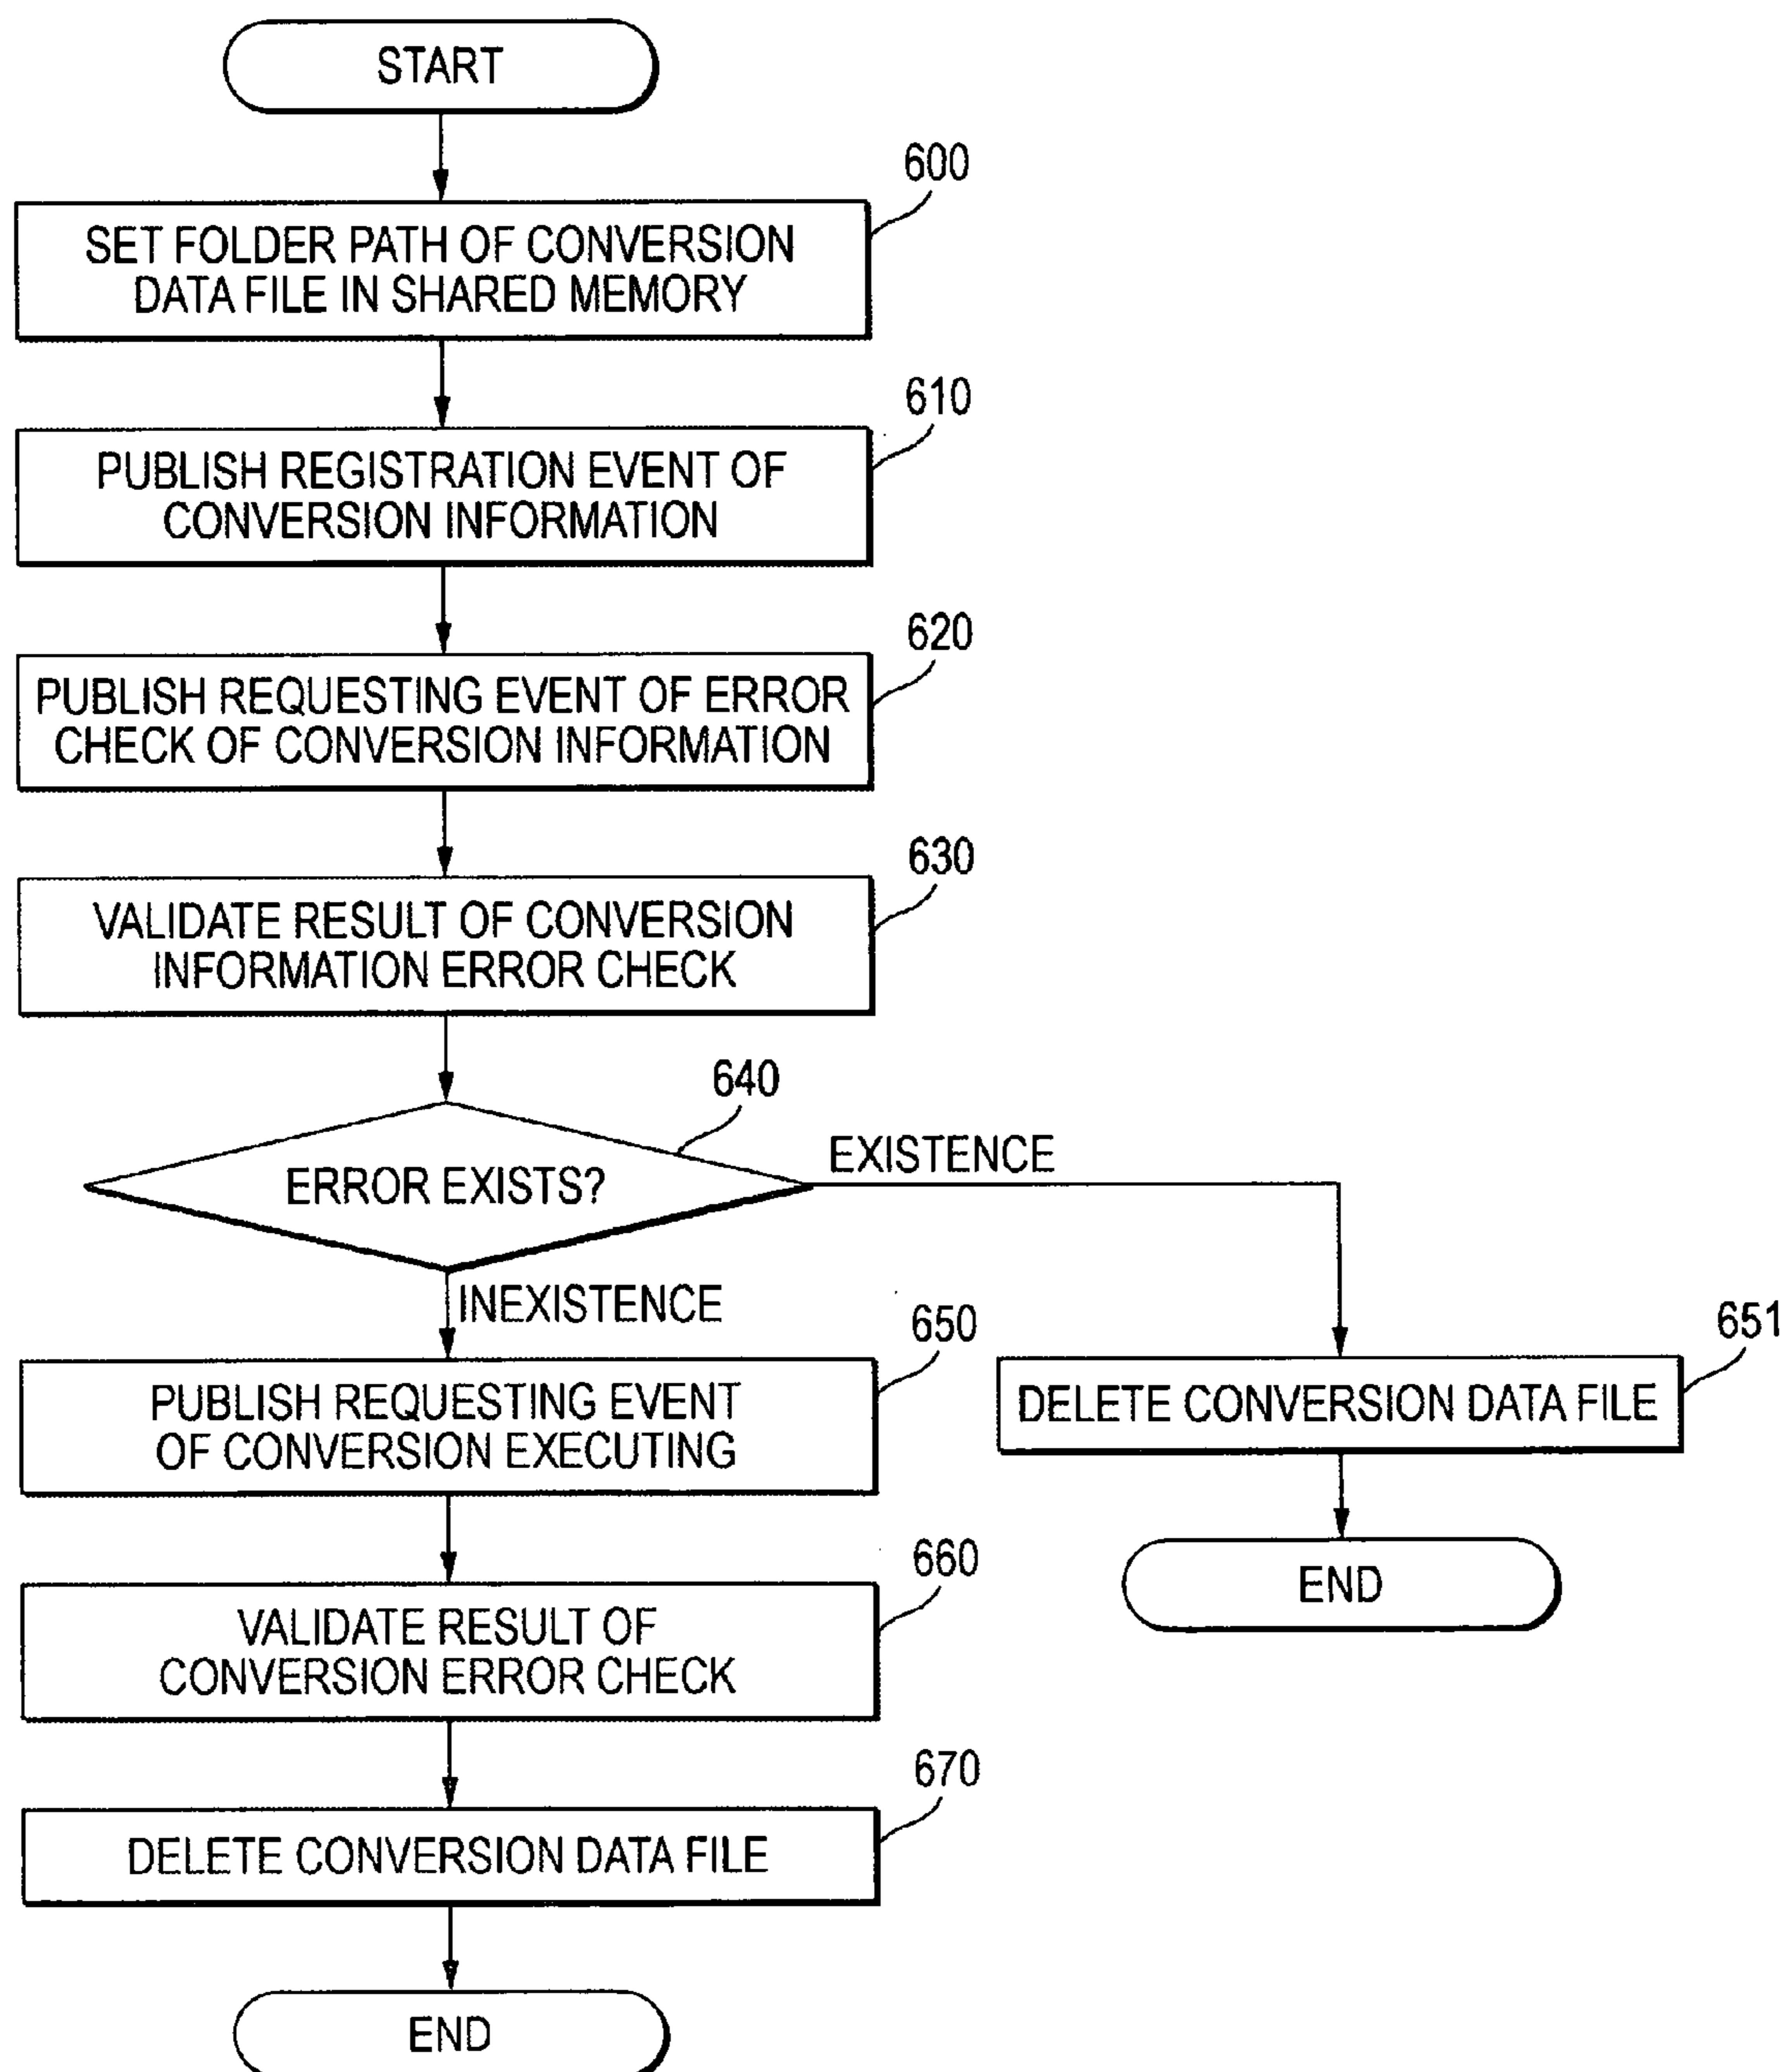 START
600
SET FOLDER PATH OF CONVERSION
DATA FILE IN SHARED MEMORY
610
PUBLISH REGISTRATION EVENT OF
CONVERSION INFORMATION
620
PUBLISH REQUESTING EVENT OF ERROR
CHECK OF CONVERSION INFORMATION
630
VALIDATE RESULT OF CONVERSION
INFORMATION ERROR CHECK
640
ERROR EXISTS?
EXISTENCE
INEXISTENCE
650
PUBLISH REQUESTING EVENT
OF CONVERSION EXECUTING
651
DELETE CONVERSION DATA FILE
END
660
VALIDATE RESULT OF
CONVERSION ERROR CHECK
670
DELETE CONVERSION DATA FILE
END